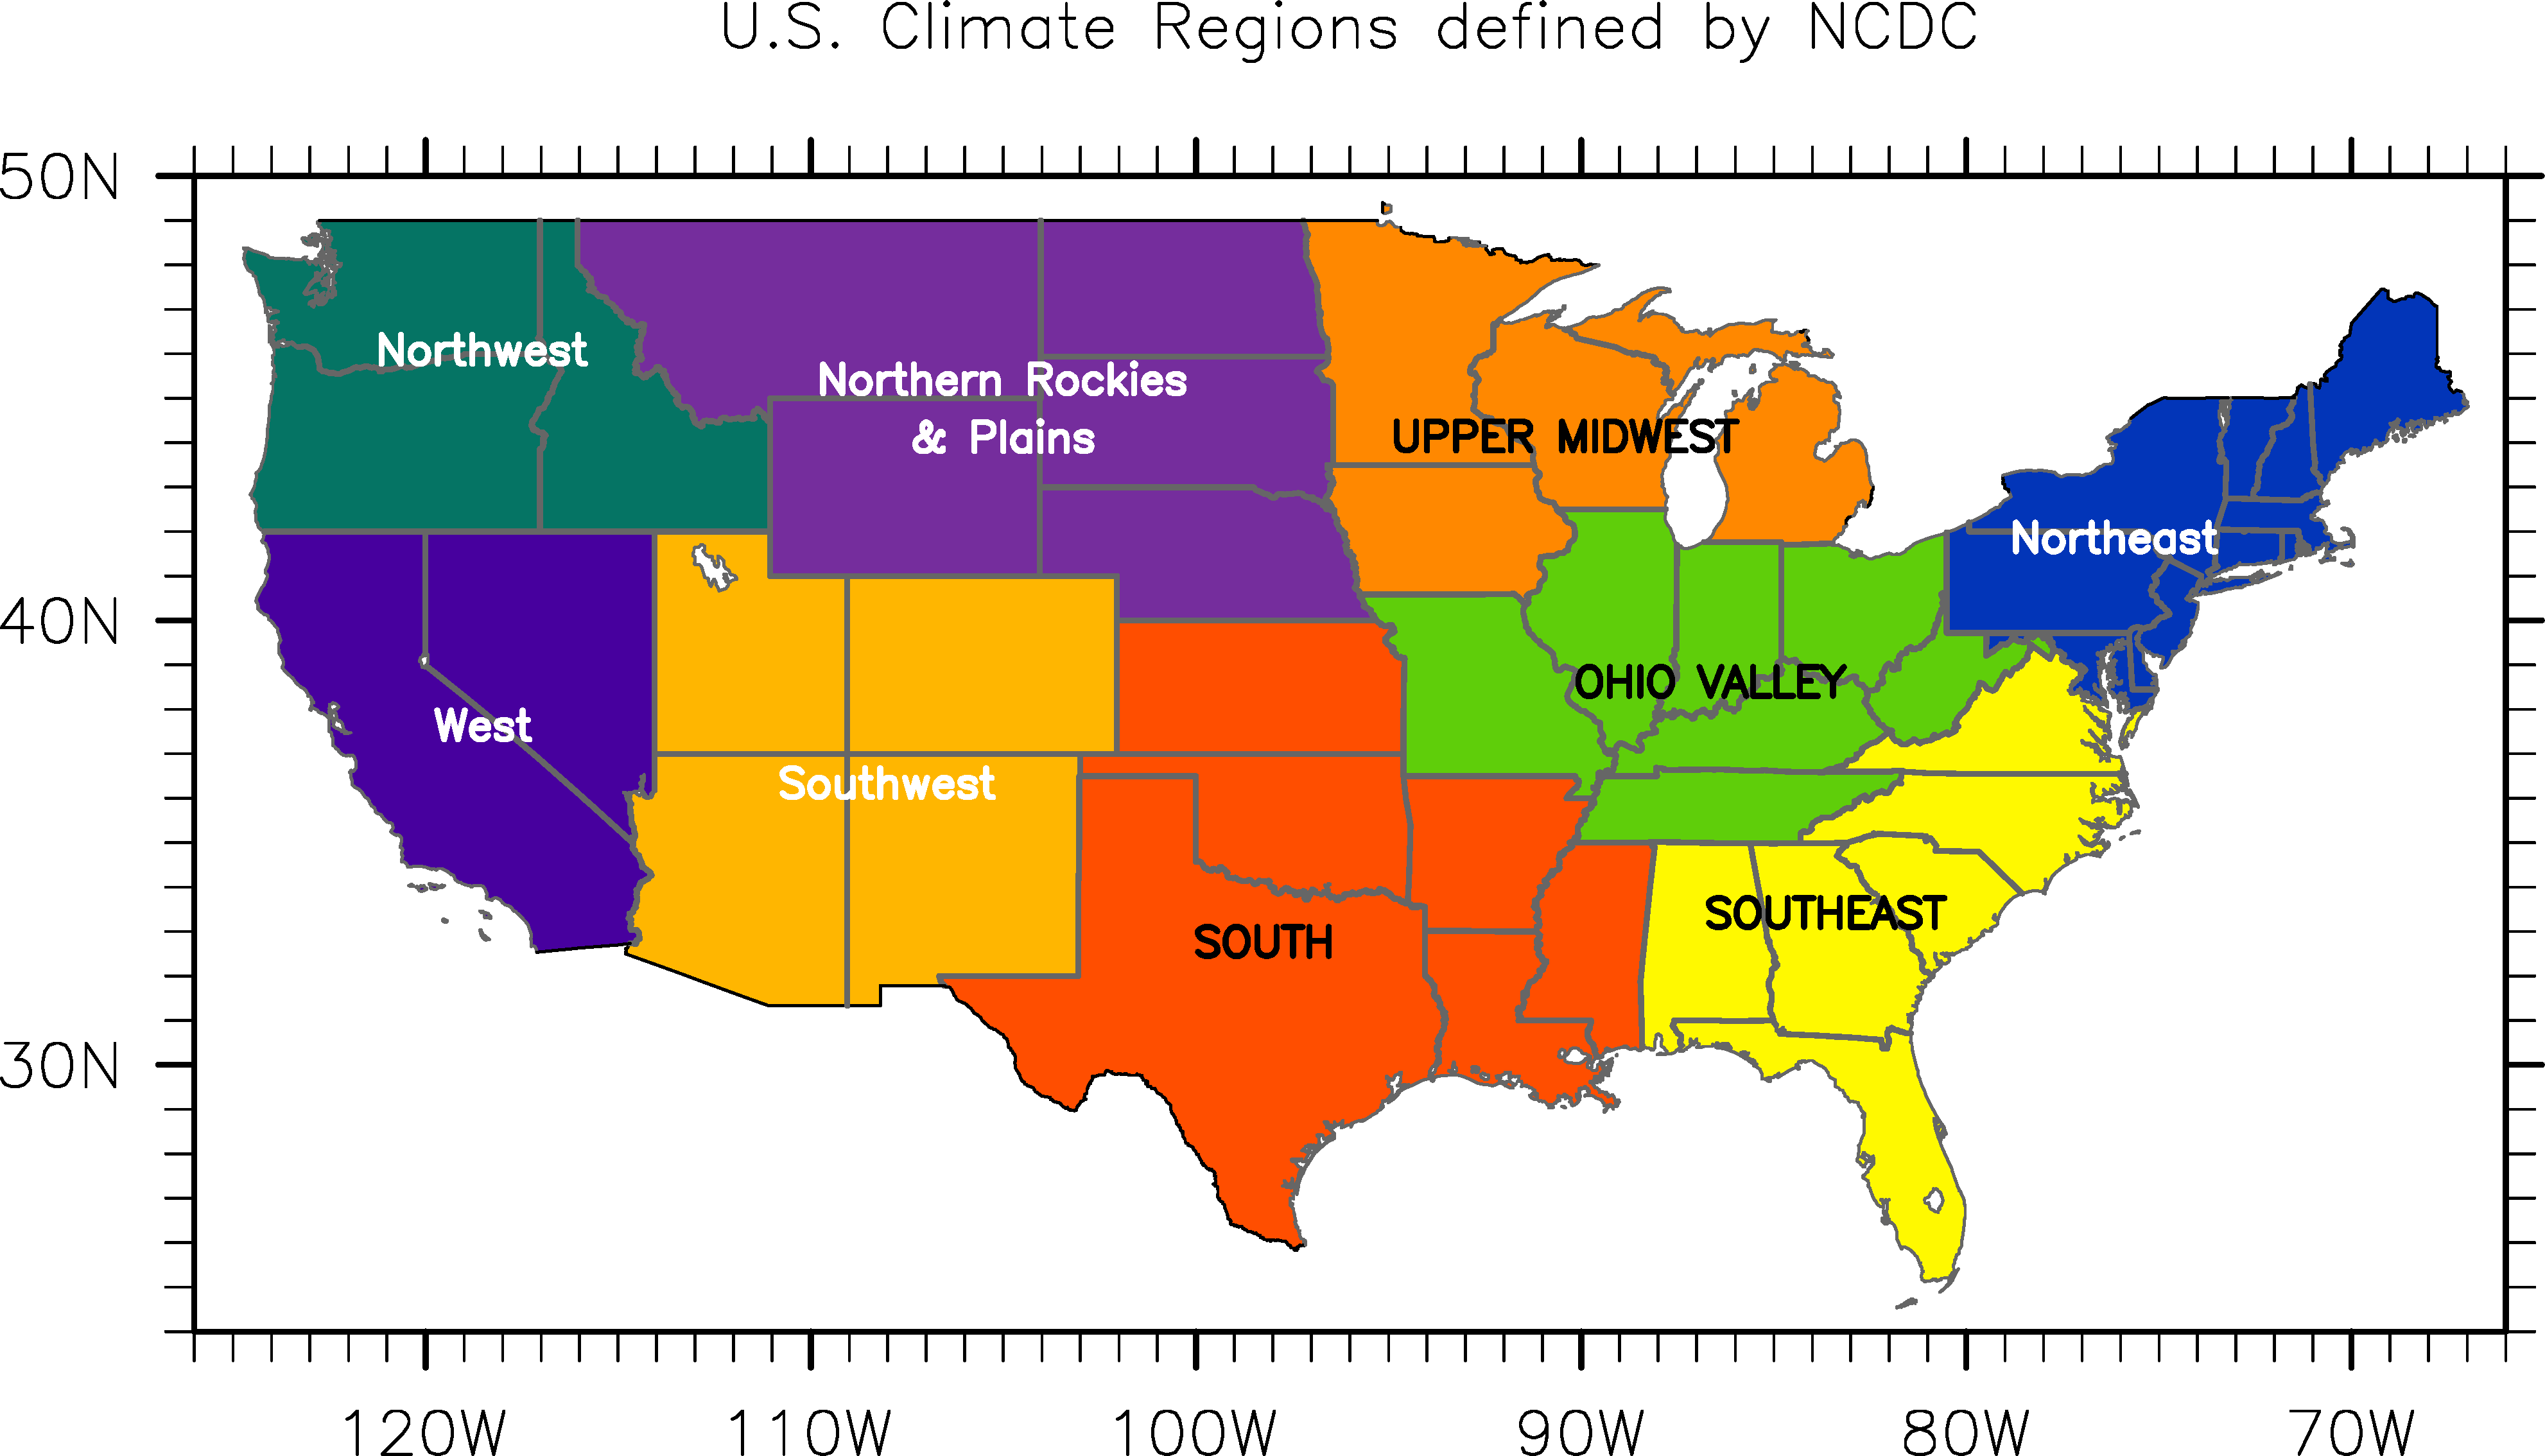 U.S. Climate Regions defined by NCDC
50N
Northwest
Northern Rockies
& Plains
UPPER MIDWEST
Northeast
40N
OHIO VALLEY
West
Southwest
SOUTHEAST
SOUTH
30N
120W 110W 100W 90W 80W 70W